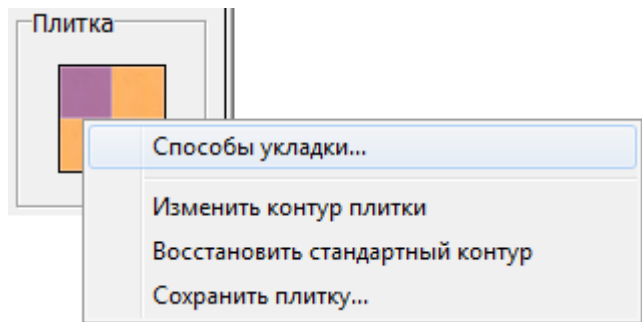 Плитка
Способы укладки...
Изменить контур плитки
Восстановить стандартный контур
Сохранить плитку...